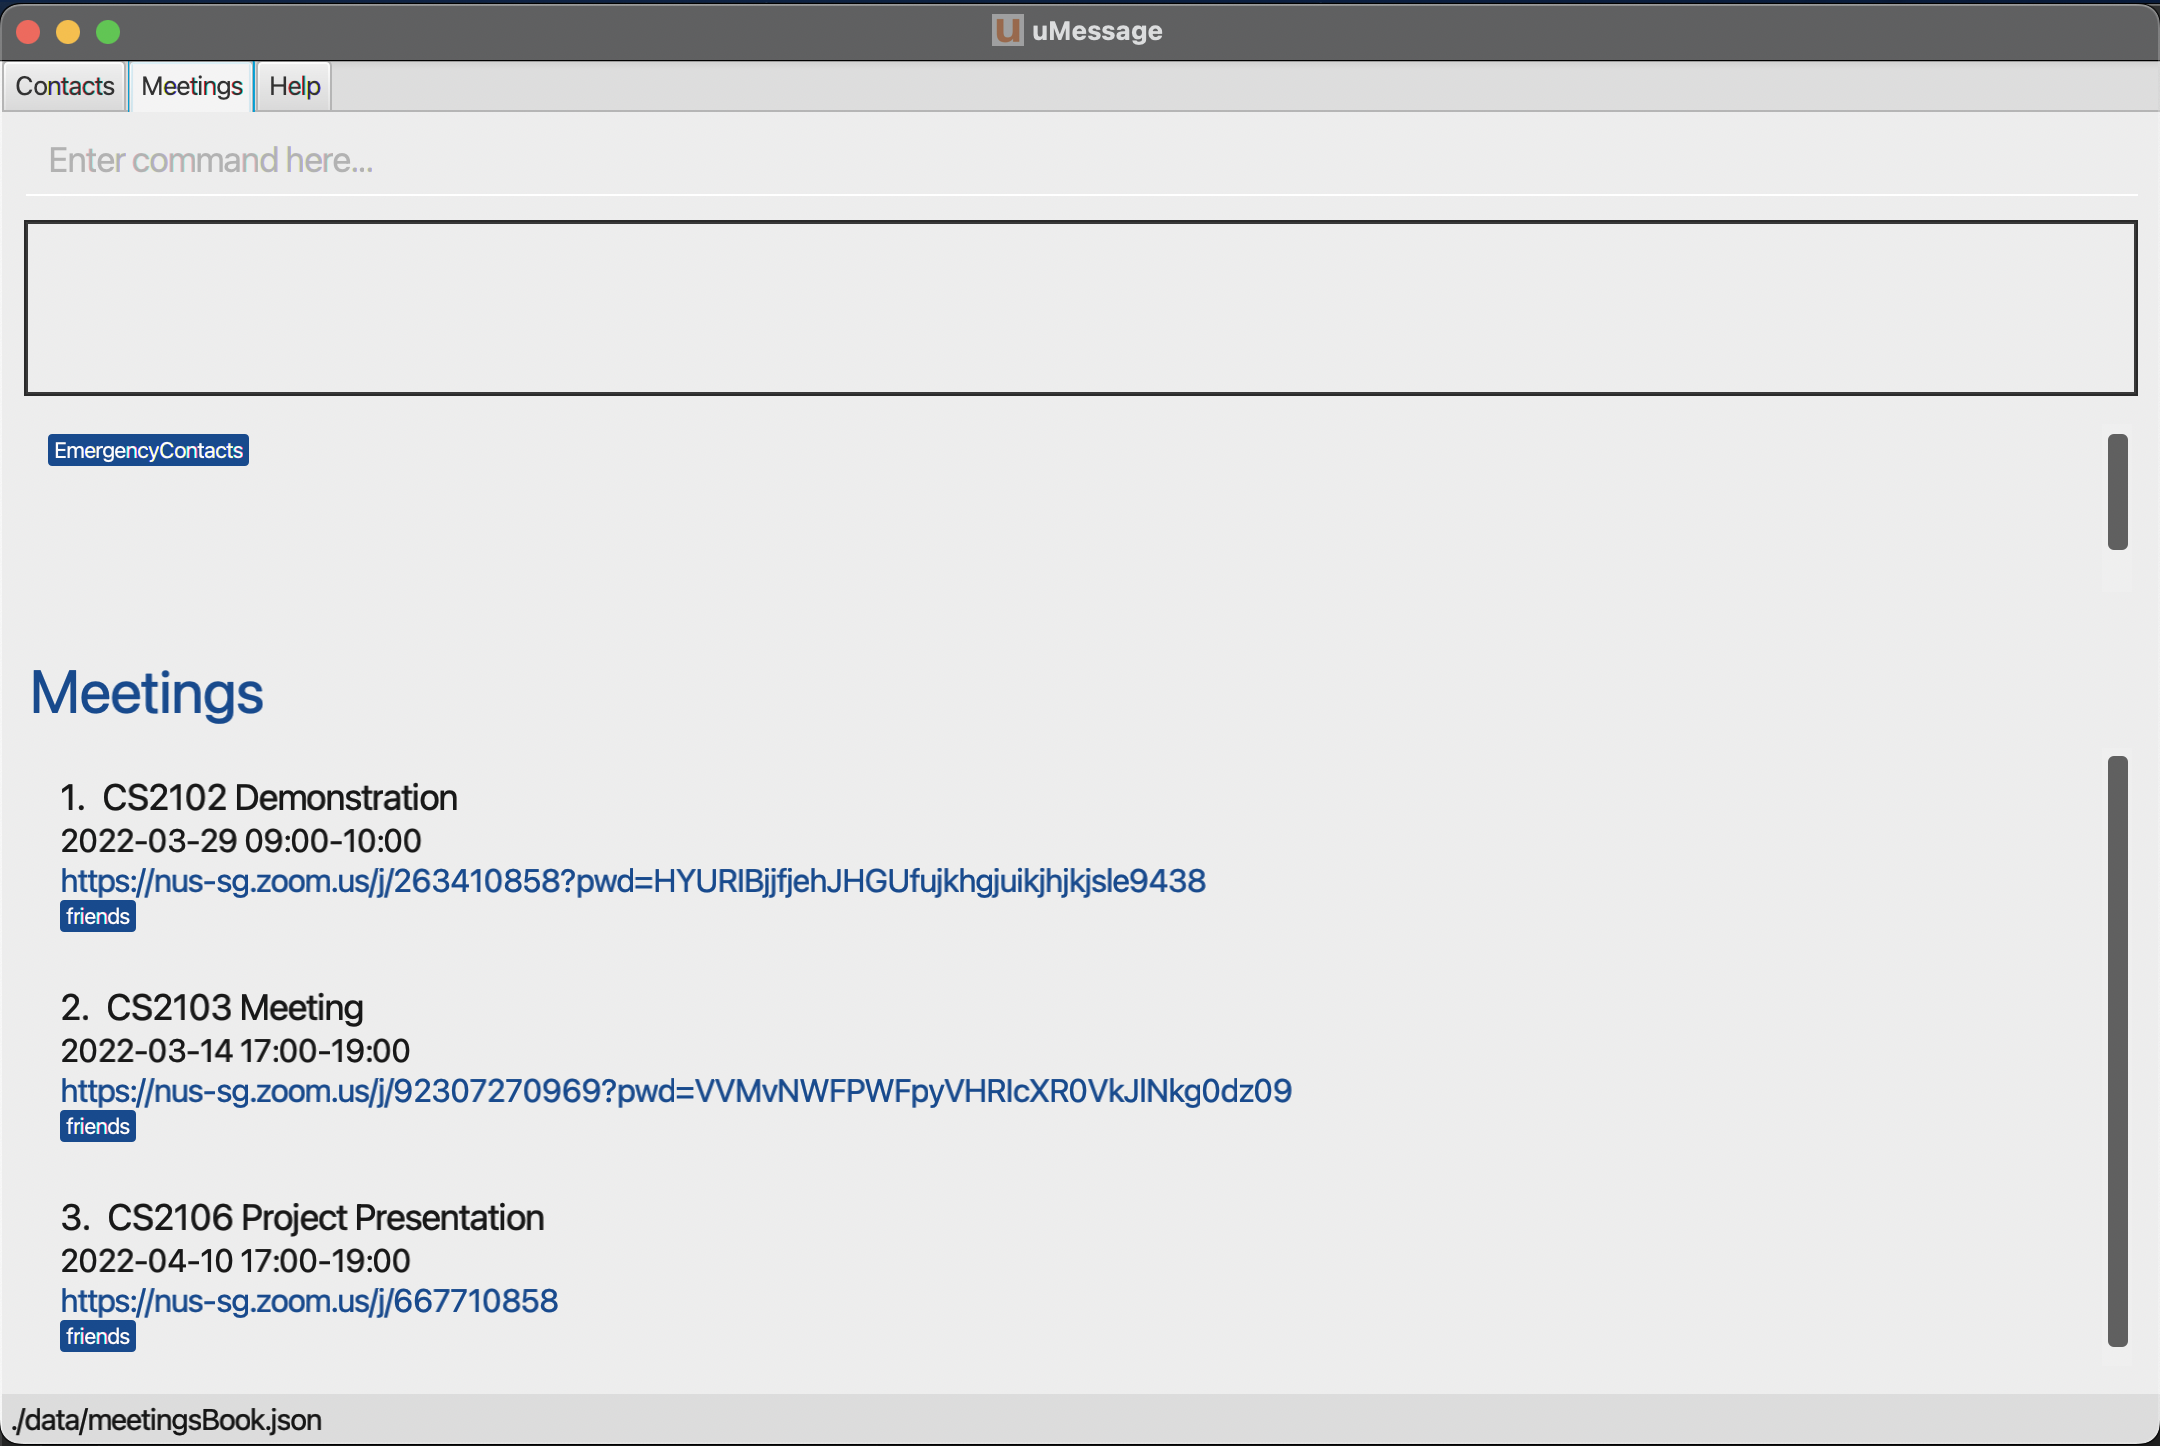 u uMessage
Contacts Meetings Help
Enter command here...
EmergencyContacts
Meetings
1. CS2102 Demonstration
2022-03-29 09:00-10:00
https://nus-sg.zoom.us/j/263410858?pwd=HYURIBjjfjehJHGUfujkhgjuikjhjkjsle9438
friends
2. CS2103 Meeting
2022-03-14 17:00-19:00
https://nus-sg.zoom.us/j/92307270969?pwd=VVMvNWFPWFpyVHRIcXR0VkJlNkg0dz09
friends
3. CS2106 Project Presentation
2022-04-10 17:00-19:00
https://nus-sg.zoom.us/j/667710858
friends
./data/meetingsBook.json